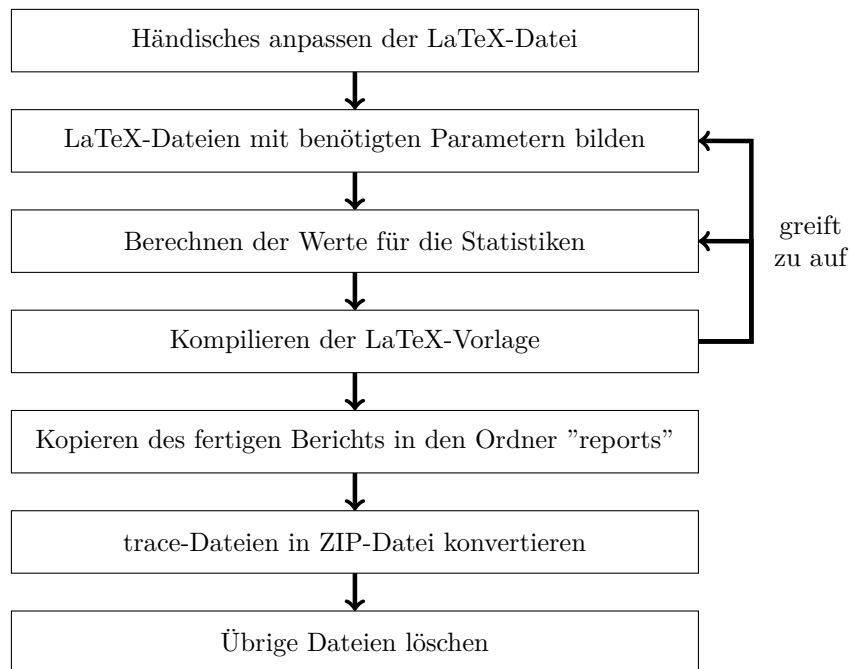 Händisches anpassen der LaTeX-Datei
LaTeX-Dateien mit benötigten Parametern bilden
Berechnen der Werte für die Statistiken
greift
zu auf
Kompilieren der LaTeX-Vorlage
Kopieren des fertigen Berichts in den Ordner ”reports”
trace-Dateien in ZIP-Datei konvertieren
Übrige Dateien löschen